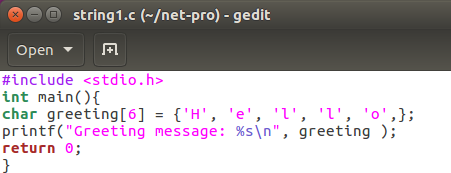 string1.c (~/net-pro) - gedit
Open
#include <stdio.h>
int main(){
char greeting[6] = {'H', 'e', 'l', 'l', 'o',};
printf("Greeting message: %s\n", greeting );
return 0;
}